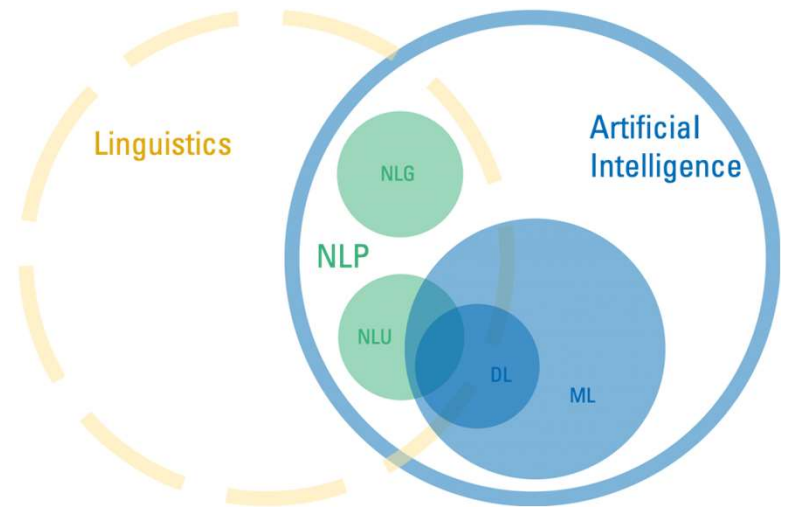 Linguistics
Artificial
Intelligence
NLG
NLP
NLU
DL
ML